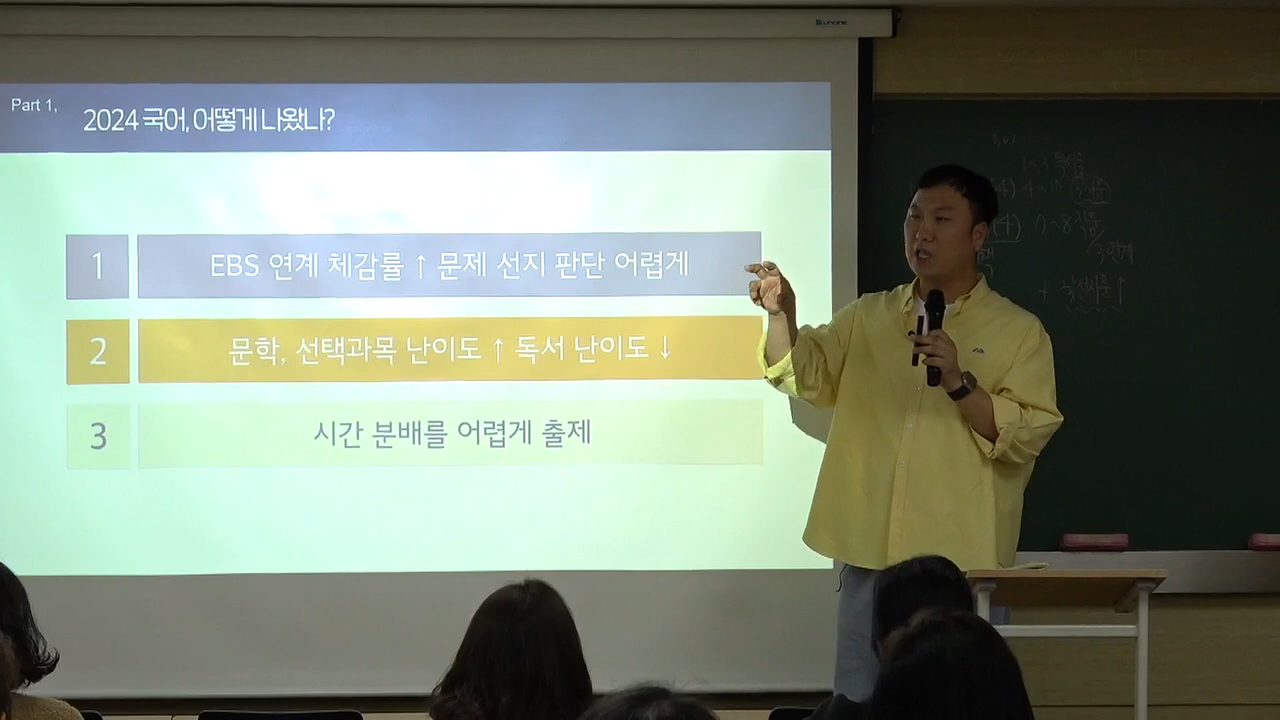 Part 1,
2024 국어, 어떻게 나왔나?
1
EBS 연계 체감률 ↑ 문제 선지 판단 어렵게
2
문학, 선택과목 난이도 ↑ 독서 난이도 ↓
3
시간 분배를 어렵게 출제